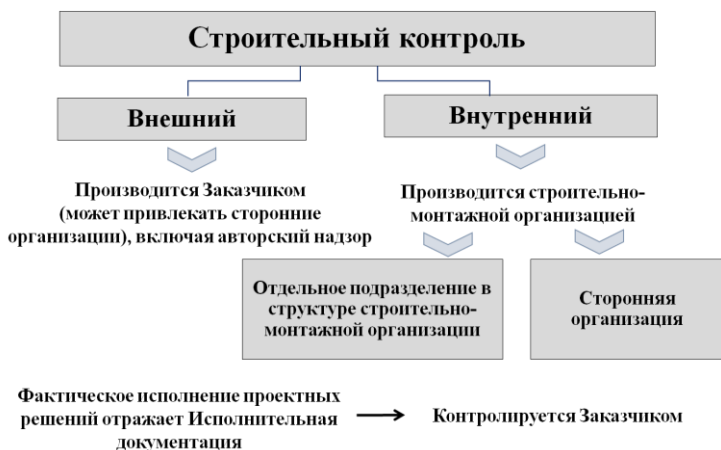 Строительный контроль
Внешний
Внутренний
Производится Заказчиком
(может привлекать сторонние
организации), включая авторский надзор
Производится строительно-
монтажной организацией
Отдельное подразделение в
структуре строительно-
монтажной организации
Сторонняя
организация
Фактическое исполнение проектных
решений отражает Исполнительная
документация
Контролируется Заказчиком